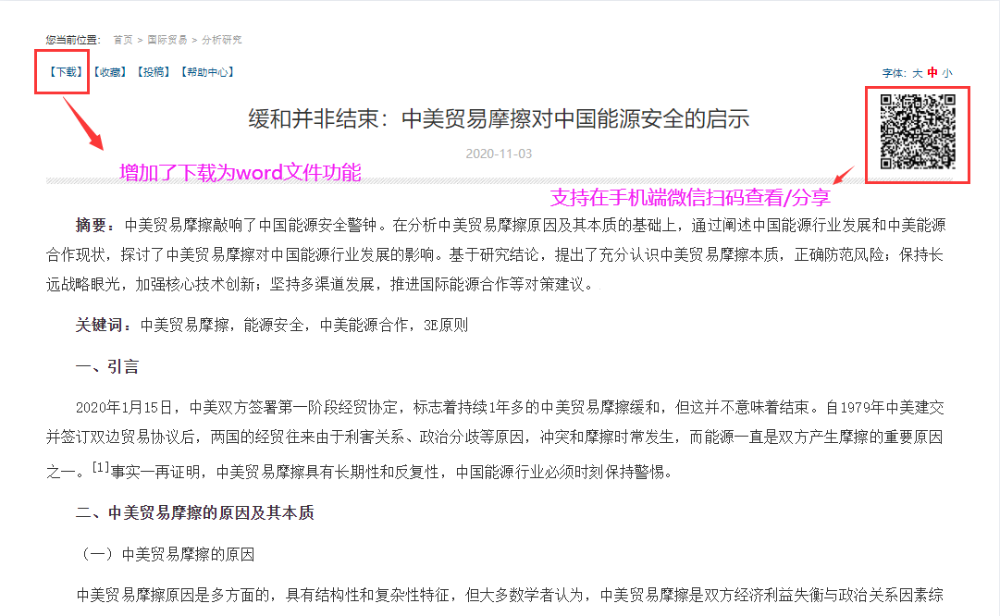 您当前位置： 首页 > 国际贸易 > 分析研究
【下载】【收藏】【投稿】【帮助中心】
字体：大 中 小
缓和并非结束：中美贸易摩擦对中国能源安全的启示
2020-11-03
增加了下载为word文件功能
支持在手机端微信扫码查看/分享
摘要：中美贸易摩擦敲响了中国能源安全警钟。在分析中美贸易摩擦原因及其本质的基础上，通过阐述中国能源行业发展和中美能源
合作现状，探讨了中美贸易摩擦对中国能源行业发展的影响。基于研究结论，提出了充分认识中美贸易摩擦本质，正确防范风险；保持长
远战略眼光，加强核心技术创新；坚持多渠道发展，推进国际能源合作等对策建议。
关键词：中美贸易摩擦，能源安全，中美能源合作，3E原则
一、引言
2020年1月15日，中美双方签署第一阶段经贸协定，标志着持续1年多的中美贸易摩擦缓和，但这并不意味着结束。自1979年中美建交
并签订双边贸易协议后，两国的经贸往来由于利害关系、政治分歧等原因，冲突和摩擦时常发生，而能源一直是双方产生摩擦的重要原因
之一。[1]事实一再证明，中美贸易摩擦具有长期性和反复性，中国能源行业必须时刻保持警惕。
二、中美贸易摩擦的原因及其本质
（一）中美贸易摩擦的原因
中美贸易摩擦原因是多方面的，具有结构性和复杂性特征，但大多数学者认为，中美贸易摩擦是双方经济利益失衡与政治关系因素综